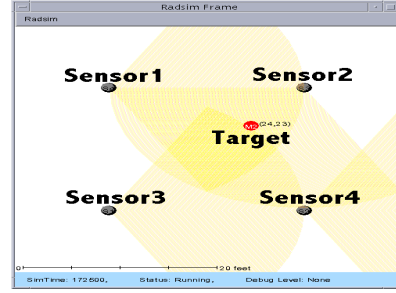 Radsim Frame
Radsim
Sensor1
Sensor2
(24,23)
Target
Sensor3
Sensor4
0
120 feet
SimTime: 172500, Status: Running, Debug Level: None